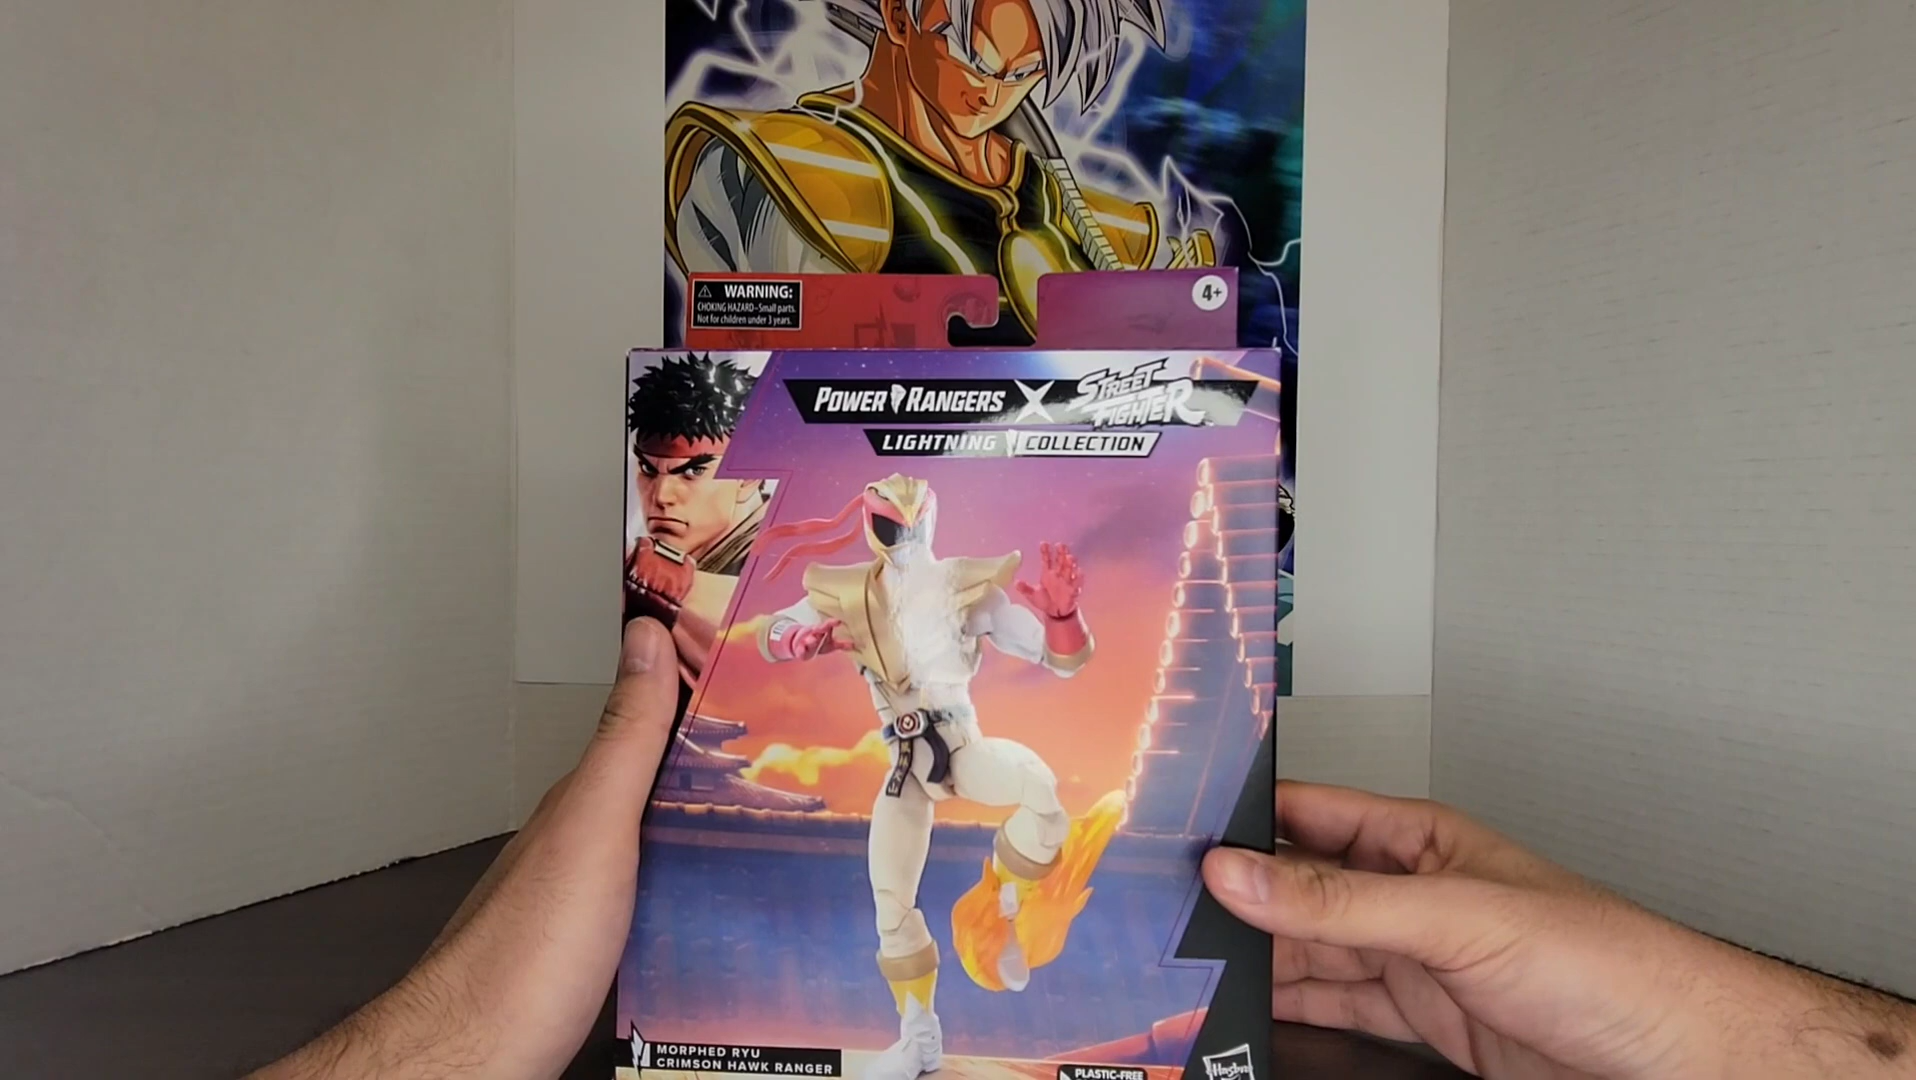 WARNING:
CHOKING HAZARD–Small parts.
Not for children under 3 years.
4+
POWER RANGERS X STREET FIGHTER
LIGHTNING COLLECTION
MORPHED RYU
CRIMSON HAWK RANGER
PLASTIC-FREE
Hasbro